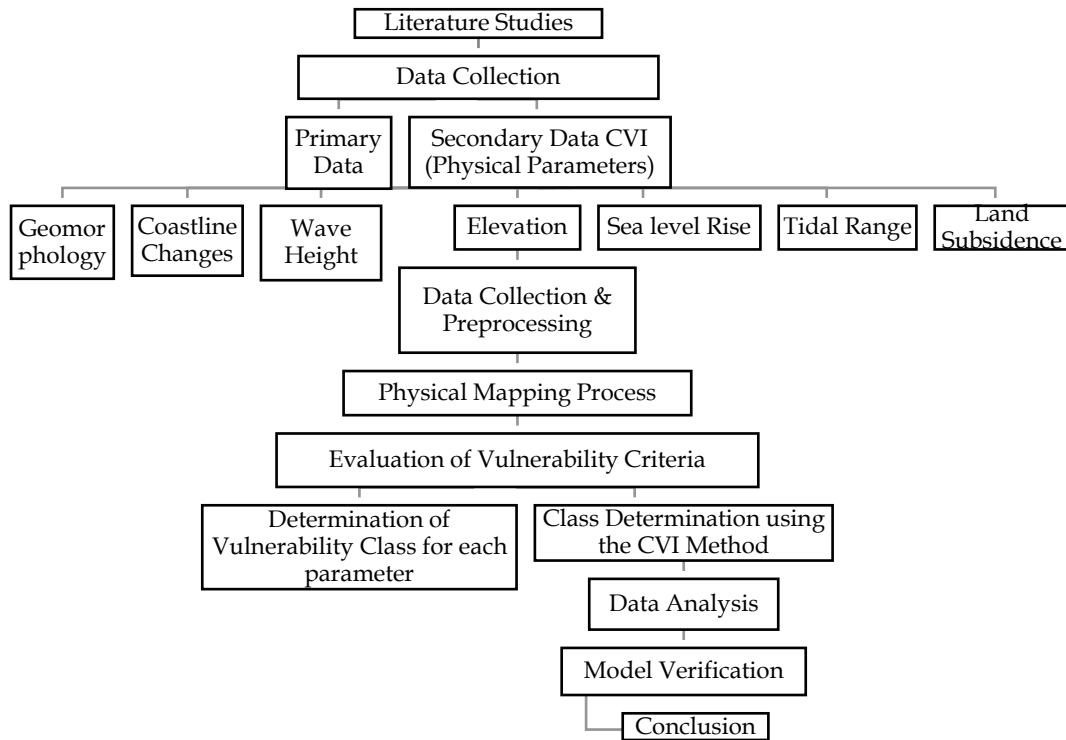 Literature Studies
Data Collection
Primary
Data
Secondary Data CVI
(Physical Parameters)
Geomor
phology
Coastline
Changes
Wave
Height
Elevation
Sea level Rise
Tidal Range
Land
Subsidence
Data Collection &
Preprocessing
Physical Mapping Process
Evaluation of Vulnerability Criteria
Determination of
Vulnerability Class for each
parameter
Class Determination using
the CVI Method
Data Analysis
Model Verification
Conclusion